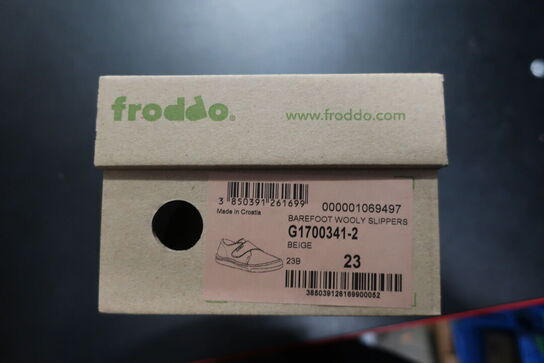 froddo®
www.froddo.com
3 850391 261699
Made in Croatia
000001069497
BAREFOOT WOOLY SLIPPERS
G1700341-2
BEIGE
23B
23
38503912616990052